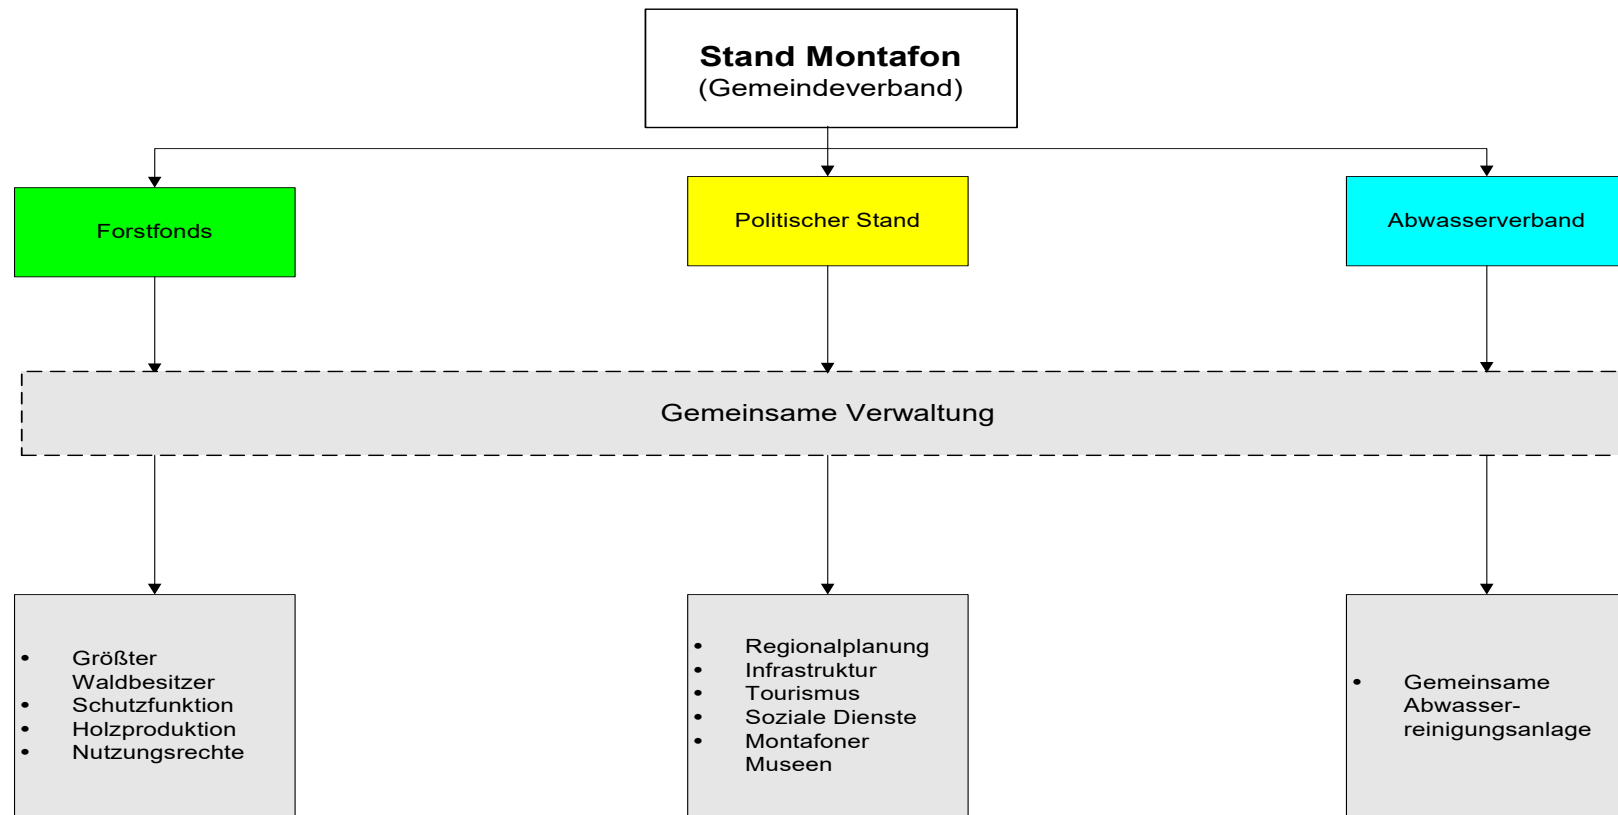 Stand Montafon
(Gemeindeverband)
Forstfonds
Politischer Stand
Abwasserverband
Gemeinsame Verwaltung
• Größter
Waldbesitzer
• Schutzfunktion
• Holzproduktion
• Nutzungsrechte
• Regionalplanung
• Infrastruktur
• Tourismus
• Soziale Dienste
• Montafoner
Museen
• Gemeinsame
Abwasser-
reinigungsanlage